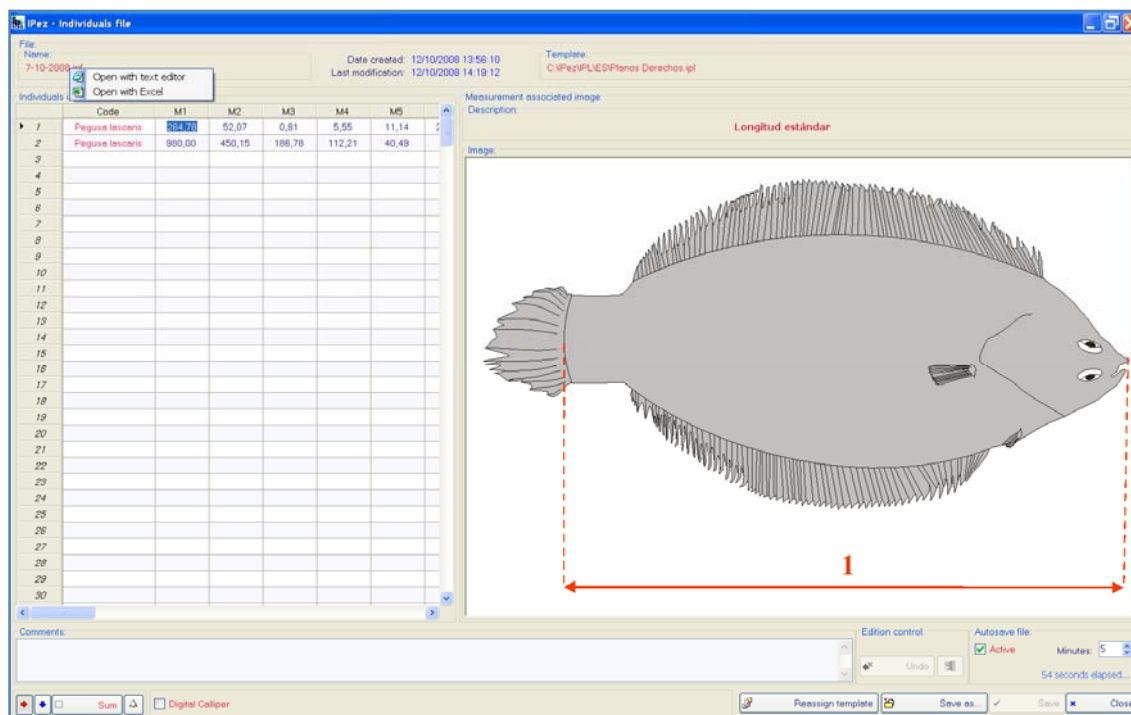 IPez - Individuals file
File:
Name:
7-10-2008.inf
Date created: 12/10/2008 13:56:10
Last modification: 12/10/2008 14:19:12
Template:
C:\IPez\IPL\ES\Planos Derechos.ipl
Open with text editor
Open with Excel
Individuals
Code M1 M2 M3 M4 M5
1 Pegusa lascaris 264,78 52,07 0,81 5,55 11,14
2 Pegusa lascaris 980,00 450,15 186,78 112,21 40,49
3
4
5
6
7
8
9
10
11
12
13
14
15
16
17
18
19
20
21
22
23
24
25
26
27
28
29
30
Measurement associated image:
Description:
Longitud estándar
Image:
1
Comments:
Edition control:
Undo
Autosave file:
Active
Minutes: 5
54 seconds elapsed...
Sum
Digital Calliper
Reassign template
Save as...
Save
Close